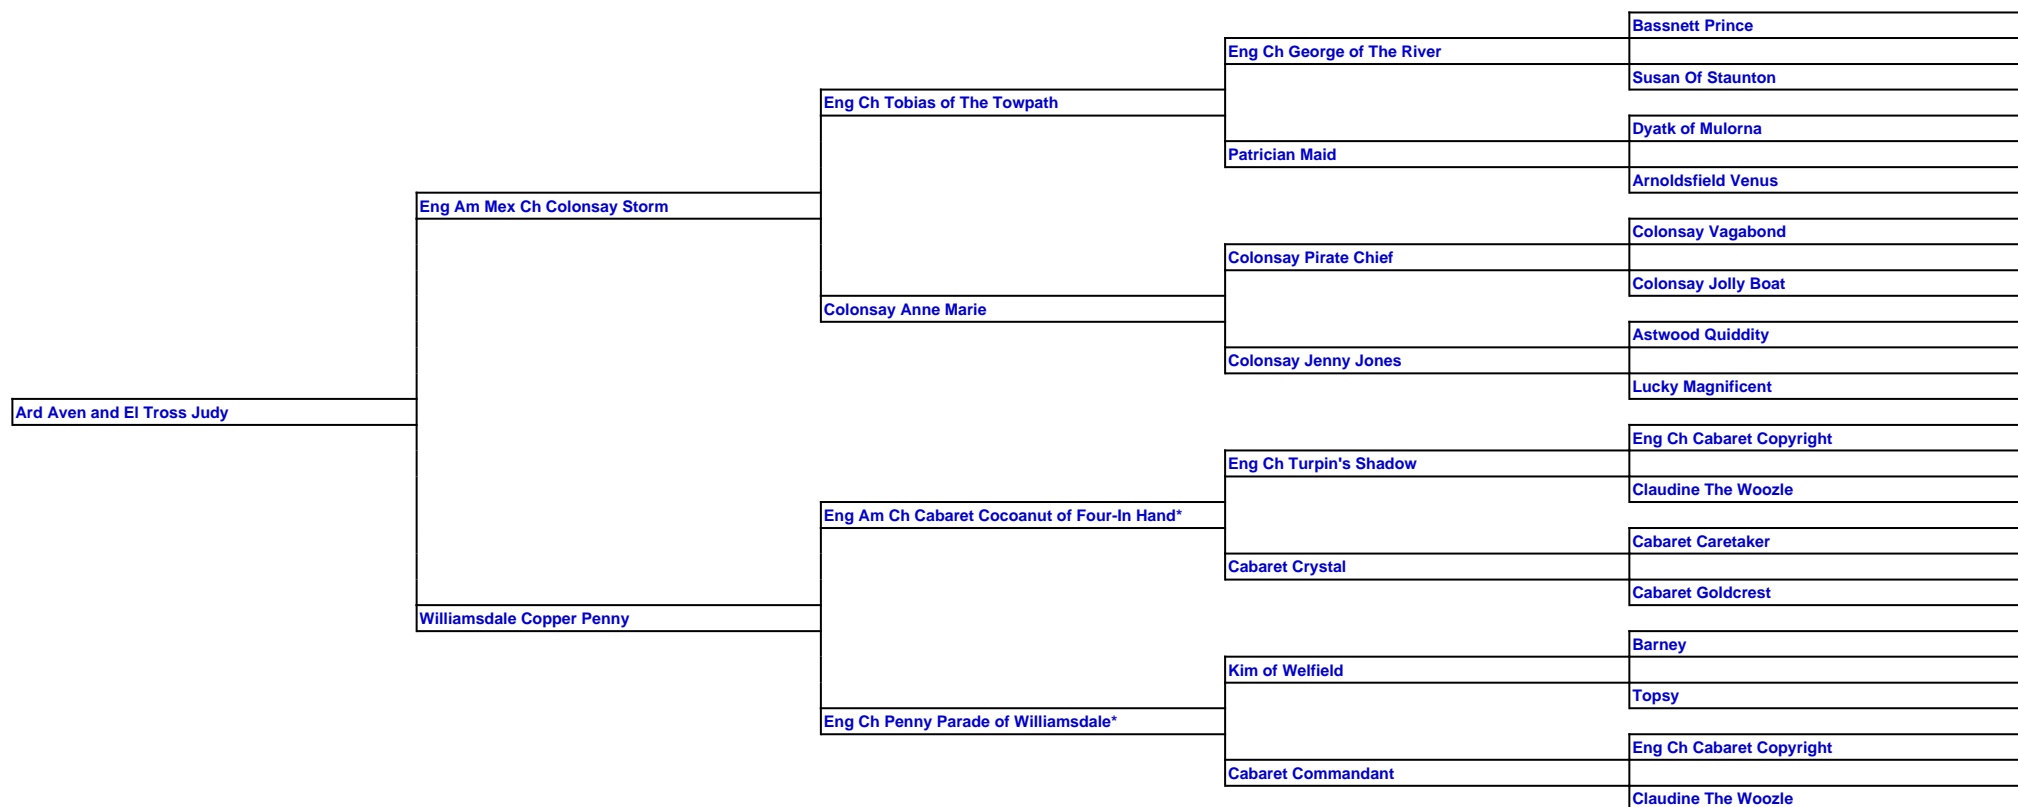 Bassnett Prince
Eng Ch George of The River
Susan Of Staunton
Eng Ch Tobias of The Towpath
Dyatk of Mulorna
Patrician Maid
Arnoldsfield Venus
Eng Am Mex Ch Colonsay Storm
Colonsay Vagabond
Colonsay Pirate Chief
Colonsay Jolly Boat
Colonsay Anne Marie
Astwood Quiddity
Colonsay Jenny Jones
Lucky Magnificent
Ard Aven and El Tross Judy
Eng Ch Cabaret Copyright
Eng Ch Turpin's Shadow
Claudine The Woozle
Eng Am Ch Cabaret Cocoanut of Four-In Hand*
Cabaret Caretaker
Cabaret Crystal
Cabaret Goldcrest
Williamsdale Copper Penny
Barney
Kim of Welfield
Topsy
Eng Ch Penny Parade of Williamsdale*
Eng Ch Cabaret Copyright
Cabaret Commandant
Claudine The Woozle